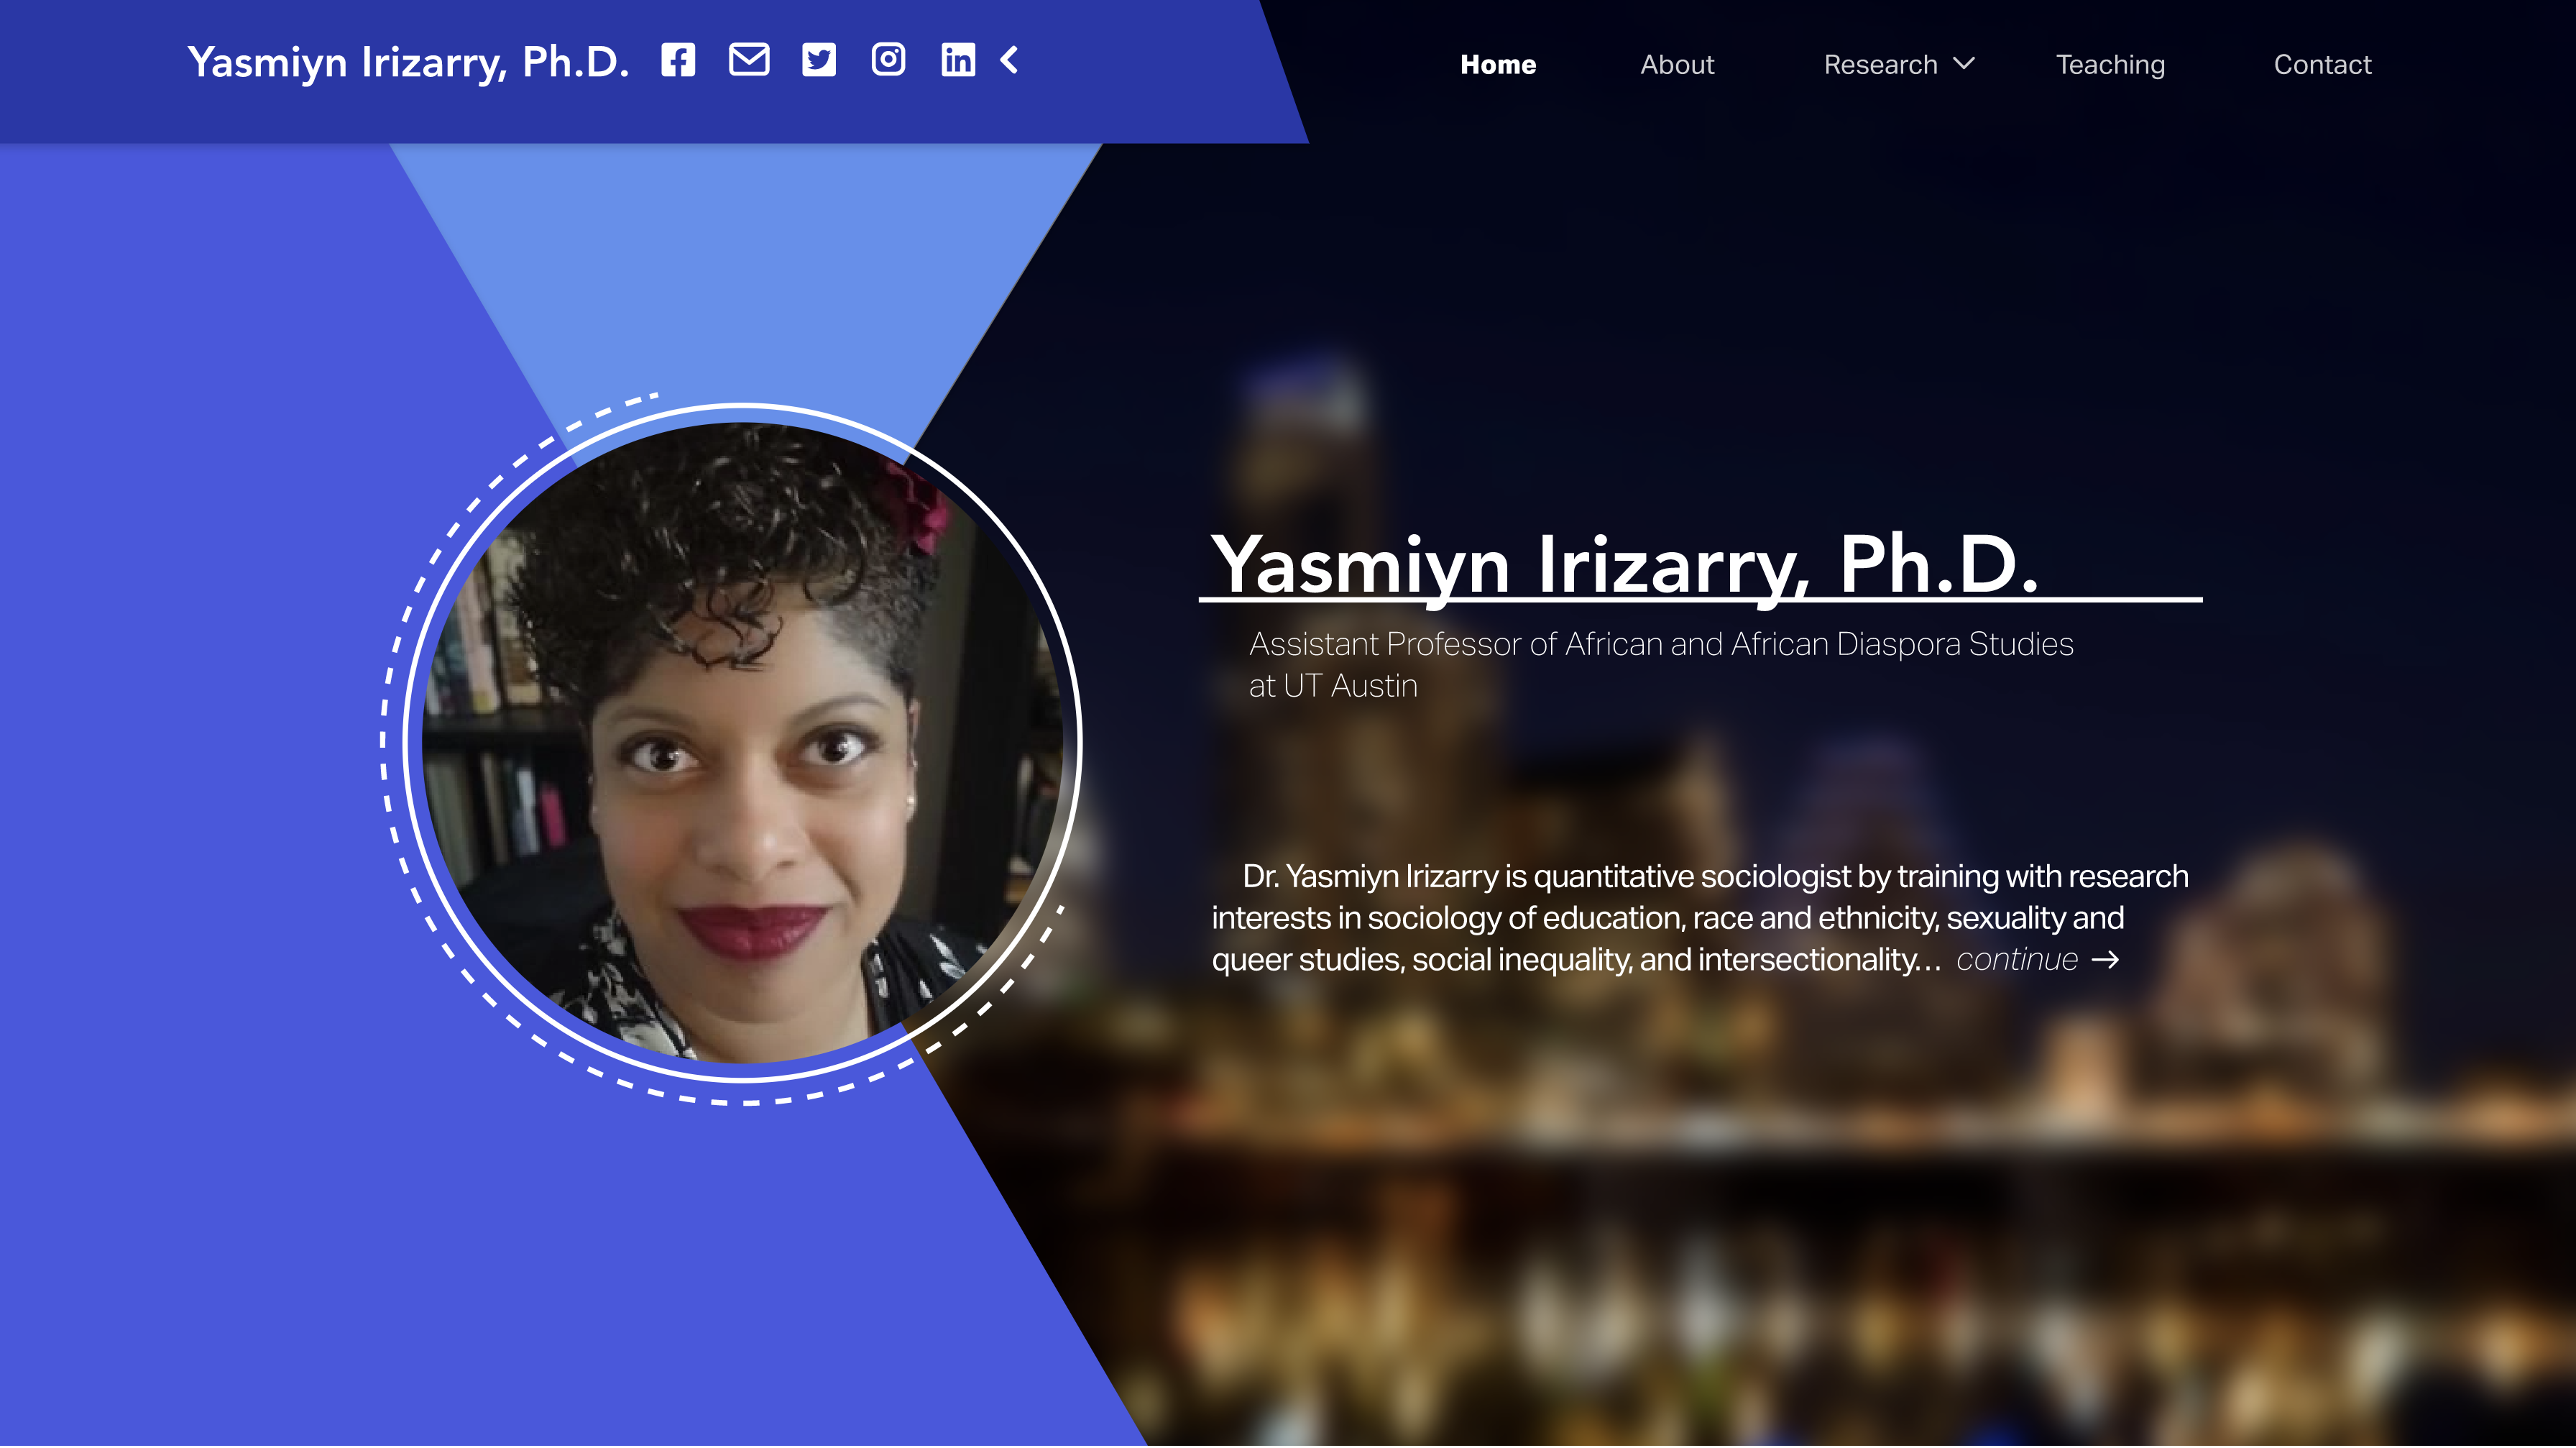 Yasmiyn Irizarry, Ph.D.
Home About Research Teaching Contact
Yasmiyn Irizarry, Ph.D.
Assistant Professor of African and African Diaspora Studies
at UT Austin
Dr. Yasmiyn Irizarry is quantitative sociologist by training with research
interests in sociology of education, race and ethnicity, sexuality and
queer studies, social inequality, and intersectionality... continue →